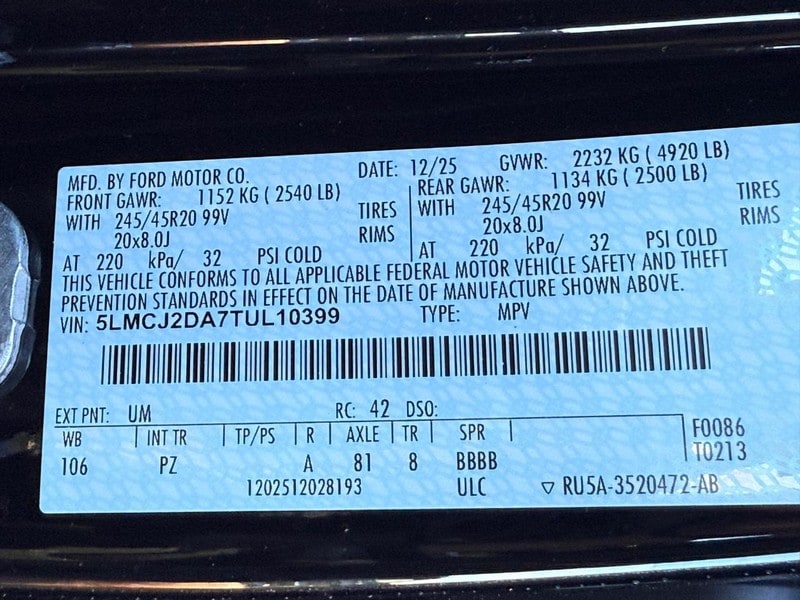 MFD. BY FORD MOTOR CO. DATE: 12/25 GVWR: 2232 KG ( 4920 LB)
FRONT GAWR: 1152 KG ( 2540 LB) REAR GAWR: 1134 KG ( 2500 LB)
WITH 245/45R20 99V TIRES WITH 245/45R20 99V TIRES
20x8.0J RIMS 20x8.0J RIMS
AT 220 kPa/ 32 PSI COLD AT 220 kPa/ 32 PSI COLD
THIS VEHICLE CONFORMS TO ALL APPLICABLE FEDERAL MOTOR VEHICLE SAFETY AND THEFT
PREVENTION STANDARDS IN EFFECT ON THE DATE OF MANUFACTURE SHOWN ABOVE.
VIN: 5LMCJ2DA7TUL10399 TYPE: MPV
EXT PNT: UM RC: 42 DSO:
WB INT TR TP/PS R AXLE TR SPR F0086
106 PZ A 81 8 BBBB T0213
1202512028193 ULC ▽ RU5A-3520472-AB